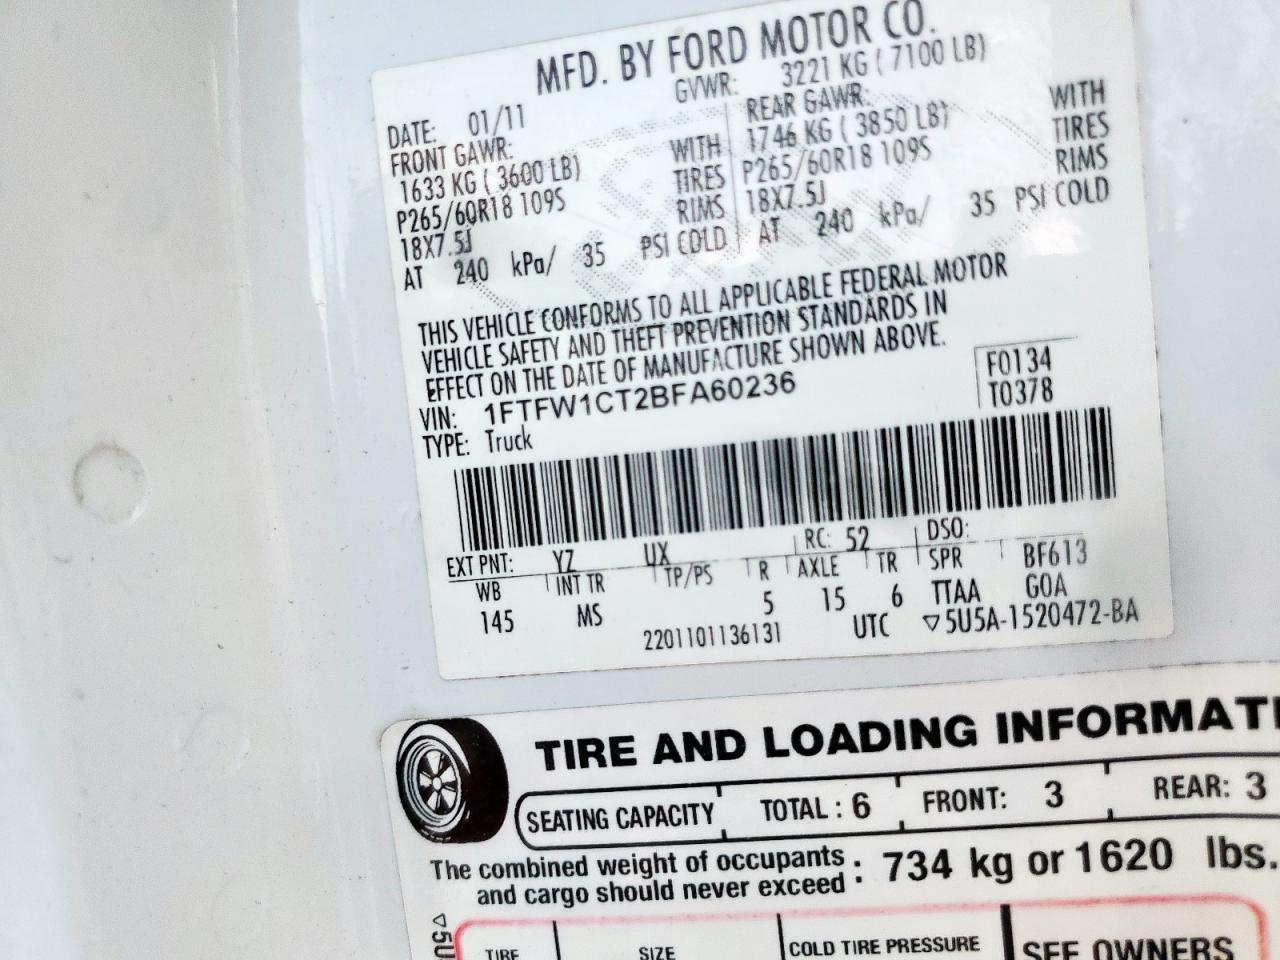 MFD. BY FORD MOTOR CO.
DATE: 01/11 GVWR: 3221 KG ( 7100 LB)
FRONT GAWR: REAR GAWR:
1633 KG ( 3600 LB) WITH 1746 KG ( 3850 LB) WITH
P265/60R18 109S TIRES P265/60R18 109S TIRES
18X7.5J RIMS 18X7.5J RIMS
AT 240 kPa/ 35 PSI COLD AT 240 kPa/ 35 PSI COLD
THIS VEHICLE CONFORMS TO ALL APPLICABLE FEDERAL MOTOR
VEHICLE SAFETY AND THEFT PREVENTION STANDARDS IN
EFFECT ON THE DATE OF MANUFACTURE SHOWN ABOVE.
VIN: 1FTFW1CT2BFA60236 F0134
TYPE: Truck T0378
EXT PNT: YZ UX RC: 52 DSO:
WB INT TR TP/PS R AXLE TR SPR BF613
145 MS 5 15 6 TTAA GOA
2201101136131 UTC ▽5U5A-1520472-BA
TIRE AND LOADING INFORMATI
SEATING CAPACITY TOTAL : 6 FRONT: 3 REAR: 3
The combined weight of occupants
and cargo should never exceed : 734 kg or 1620 lbs.
▽5U
TIRE SIZE COLD TIRE PRESSURE SEE OWNERS